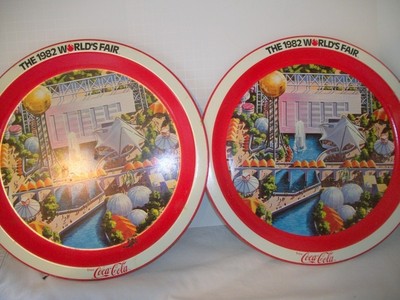 THE 1982 WORLD'S FAIR
Coca-Cola
THE 1982 WORLD'S FAIR
Coca-Cola